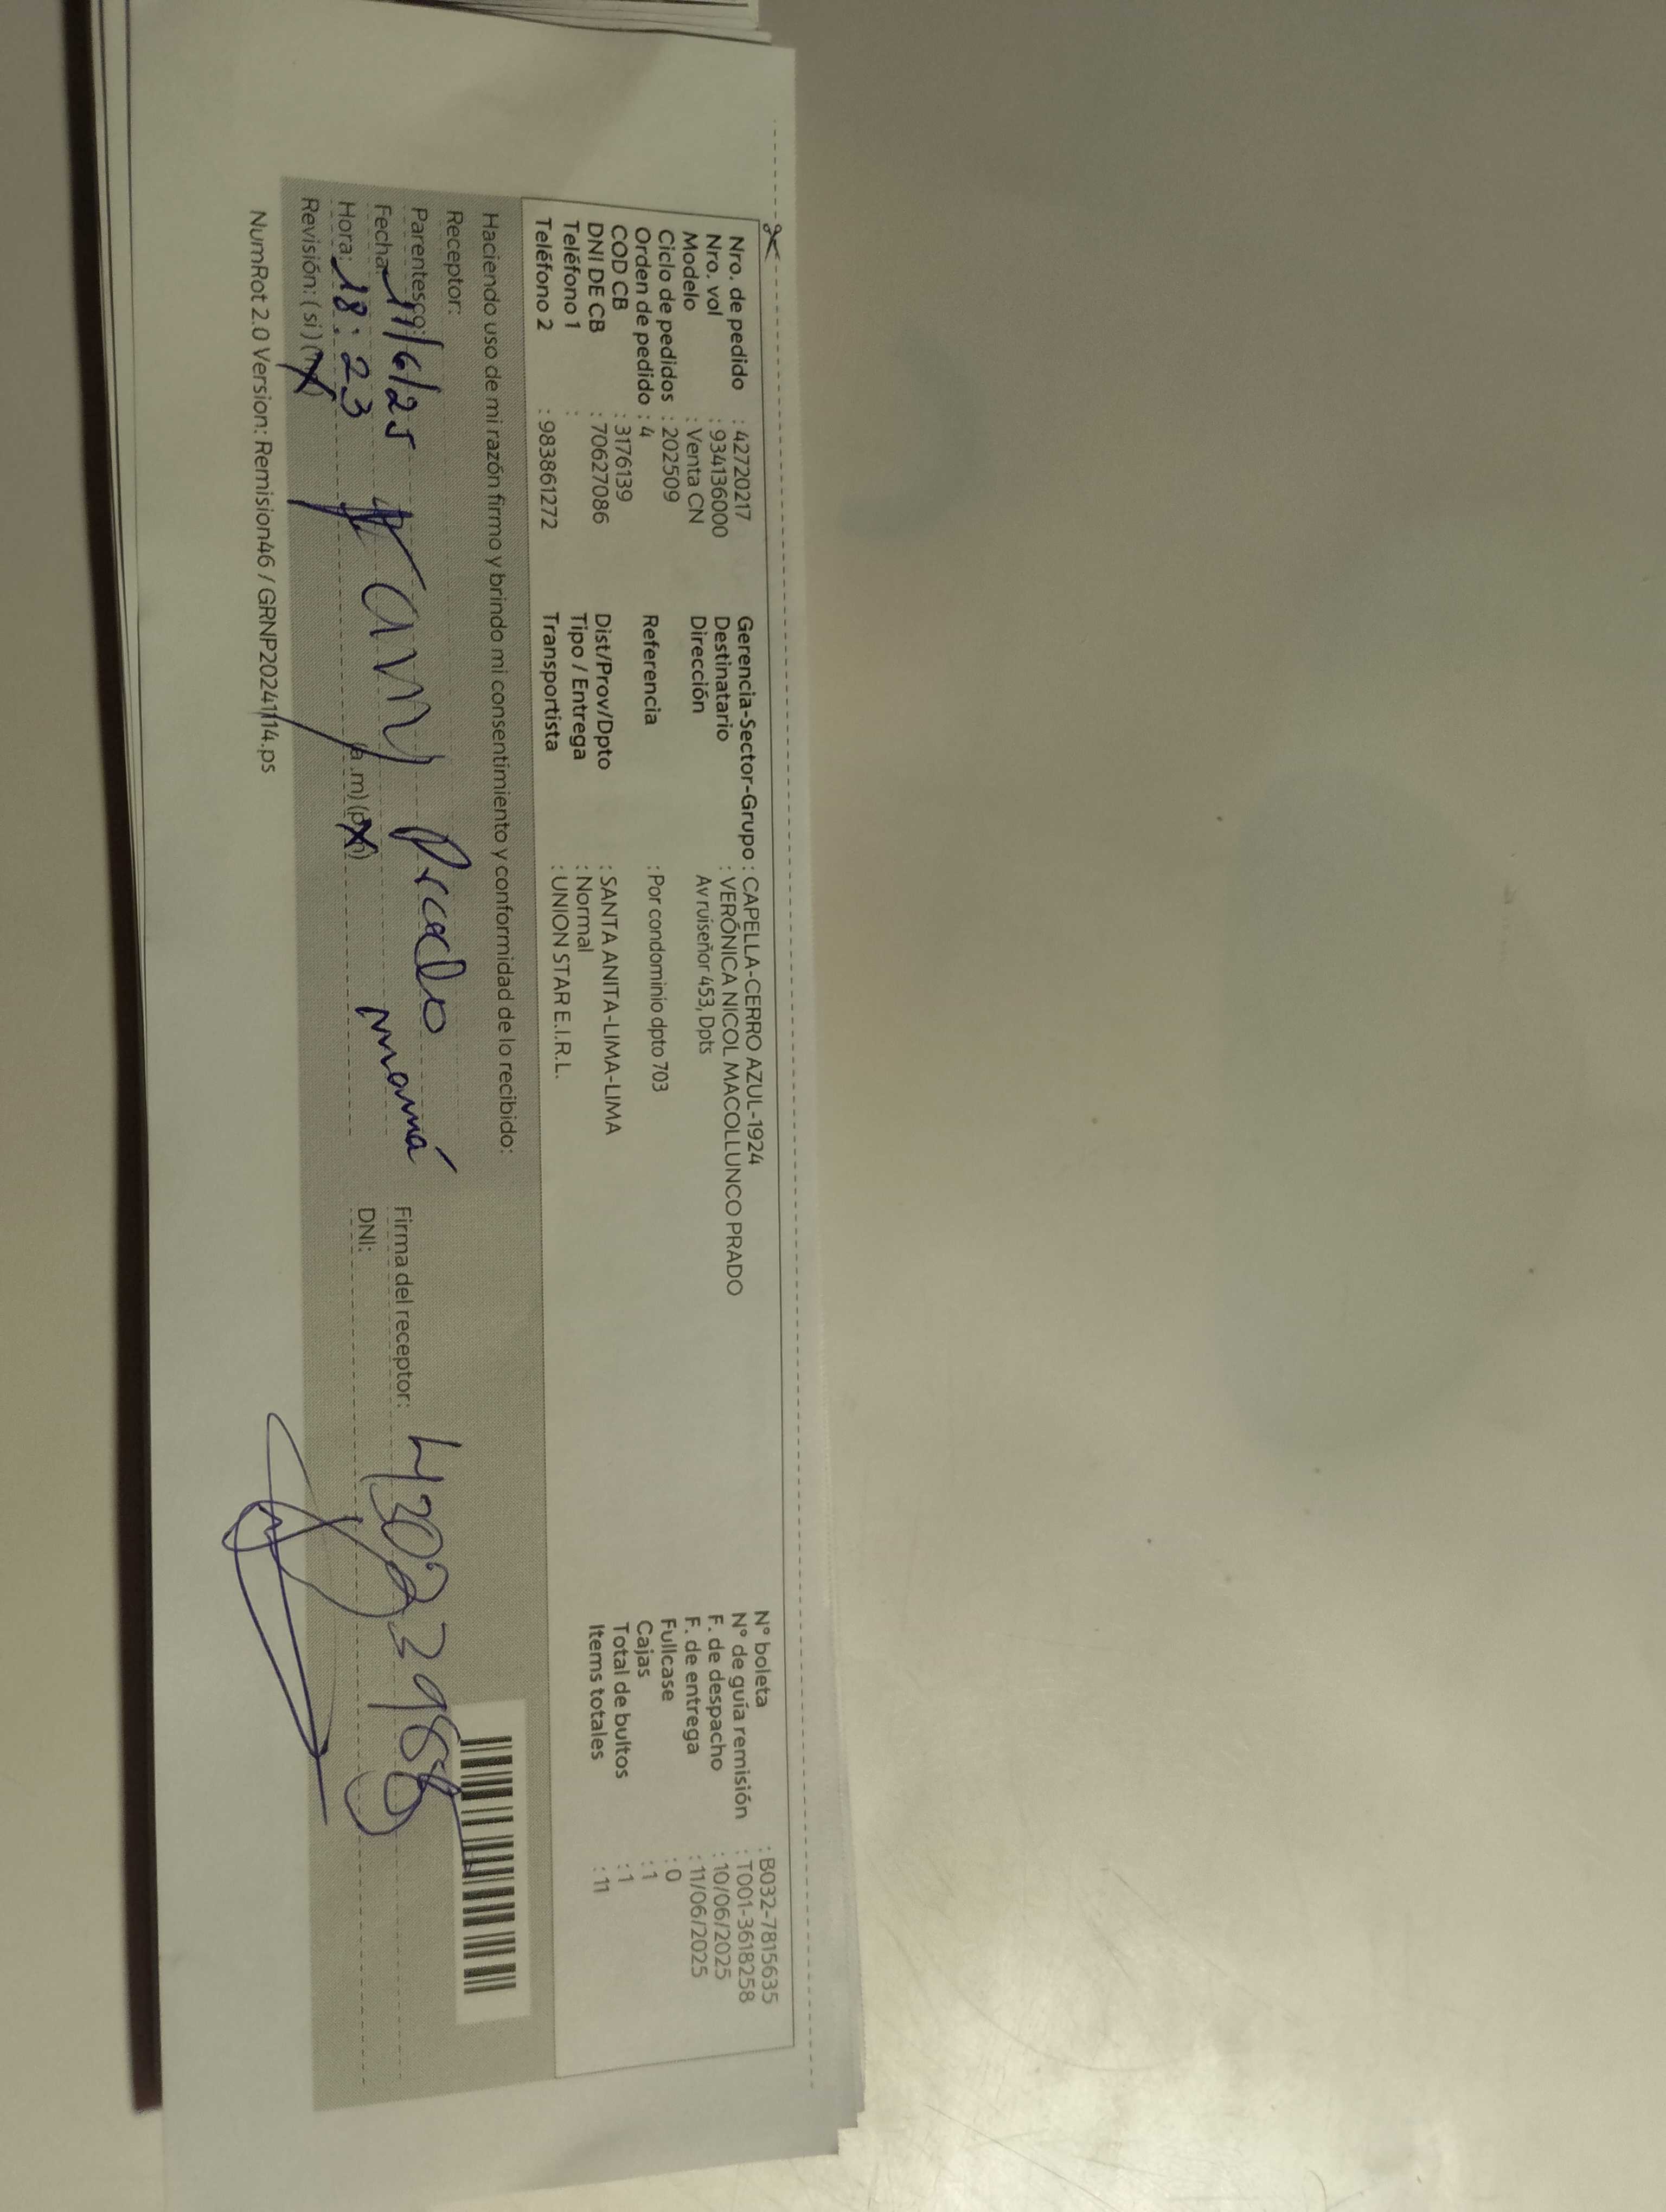 Nro. de pedido : 42720217
Nro. vol : 934136000
Modelo : Venta CN
Ciclo de pedidos : 202509
Orden de pedido : 4
COD CB : 3176139
DNI DE CB : 70627086
Teléfono 1 :
Teléfono 2 : 983861272
Gerencia-Sector-Grupo : CAPELLA-CERRO AZUL-1924
Destinatario : VERÓNICA NICOL MACOLLUNCO PRADO
Dirección Av ruiseñor 453, Dpts
Referencia : Por condominio dpto 703
Dist/Prov/Dpto : SANTA ANITA-LIMA-LIMA
Tipo / Entrega : Normal
Transportista : UNION STAR E.I.R.L.
N° boleta : B032-7815635
N° de guía remisión : T001-3618258
F. de despacho : 10/06/2025
F. de entrega : 11/06/2025
Fullcase : 0
Cajas : 1
Total de bultos : 1
Items totales : 11
Haciendo uso de mi razón firmo y brindo mi consentimiento y conformidad de lo recibido:
Receptor: Prado
Parentesco: mamá
Fecha: 11/6/25
Hora: 18:23 (a.m) (p.m)
Revisión: (si) (no)
Firma del receptor:
DNI:
NumRot 2.0 Version: Remision46 / GRNP20241114.ps